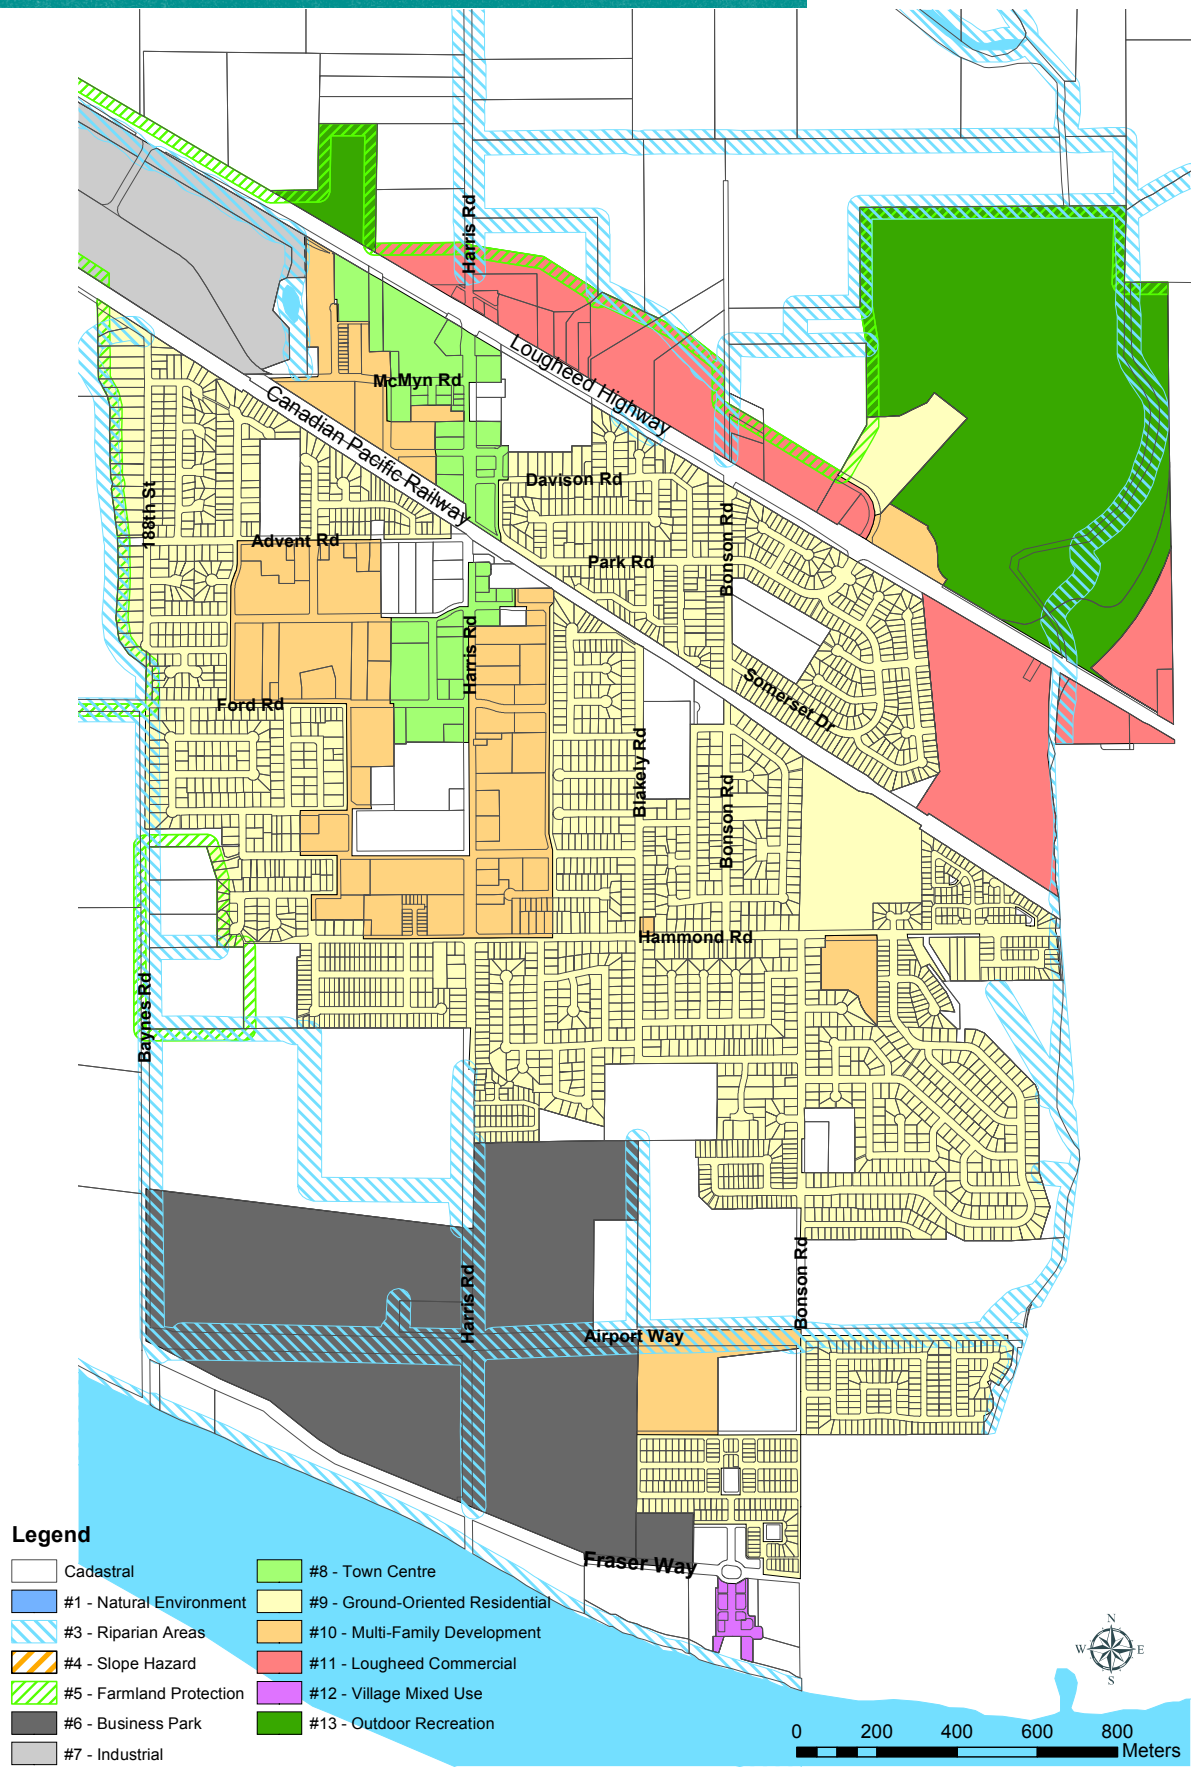 Harris Rd
Lougheed Highway
McMyn Rd
Canadian Pacific Railway
Davison Rd
188th St
Bonson Rd
Advent Rd
Park Rd
Harris Rd
Somerset Dr
Ford Rd
Blakely Rd
Bonson Rd
Hammond Rd
Baynes Rd
Bonson Rd
Harris Rd
Airport Way
Fraser Way
Legend
Cadastral
#1 - Natural Environment
#3 - Riparian Areas
#4 - Slope Hazard
#5 - Farmland Protection
#6 - Business Park
#7 - Industrial
#8 - Town Centre
#9 - Ground-Oriented Residential
#10 - Multi-Family Development
#11 - Lougheed Commercial
#12 - Village Mixed Use
#13 - Outdoor Recreation
N
W E
S
0 200 400 600 800
Meters